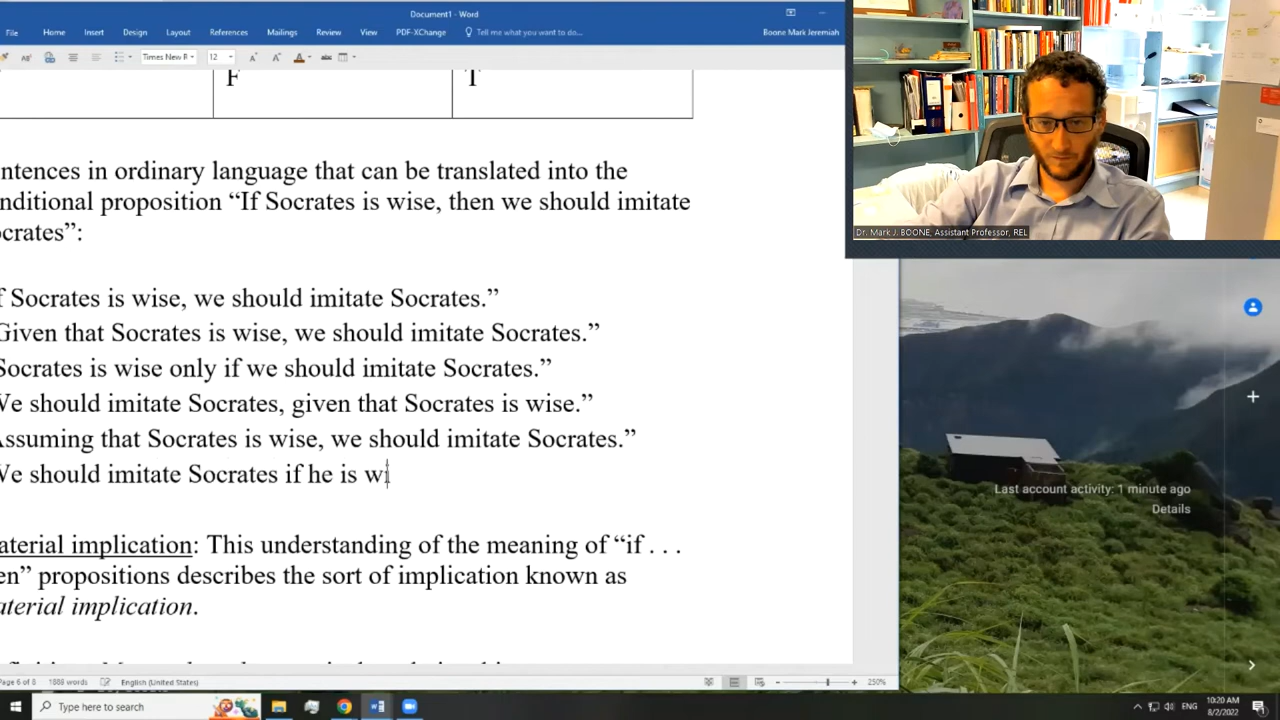 Document1 - Word
File Home Insert Design Layout References Mailings Review View PDF-XChange Tell me what you want to do... Boone Mark Jeremiah
Times New R 12
F T
ntences in ordinary language that can be translated into the
nditional proposition “If Socrates is wise, then we should imitate
ocrates”:
f Socrates is wise, we should imitate Socrates.”
Given that Socrates is wise, we should imitate Socrates.”
Socrates is wise only if we should imitate Socrates.”
We should imitate Socrates, given that Socrates is wise.”
Assuming that Socrates is wise, we should imitate Socrates.”
We should imitate Socrates if he is wi
aterial implication: This understanding of the meaning of “if . . .
en” propositions describes the sort of implication known as
aterial implication.
Dr. Mark J. BOONE, Assistant Professor, REL
Last account activity: 1 minute ago
Details
Page 6 of 8 1888 words English (United States) 250%
Type here to search
ENG
10:20 AM
8/2/2022